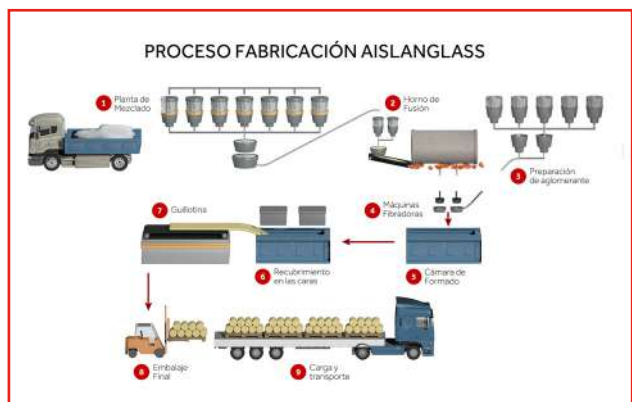 PROCESO FABRICACIÓN AISLANGLASS
1 Planta de
Mezclado
2 Horno de
Fusión
3 Preparación
de aglomerante
4 Máquinas
Fibradoras
5 Cámara de
Formado
6 Recubrimiento
en las caras
7 Guillotina
8 Embalaje
Final
9 Carga y
transporte